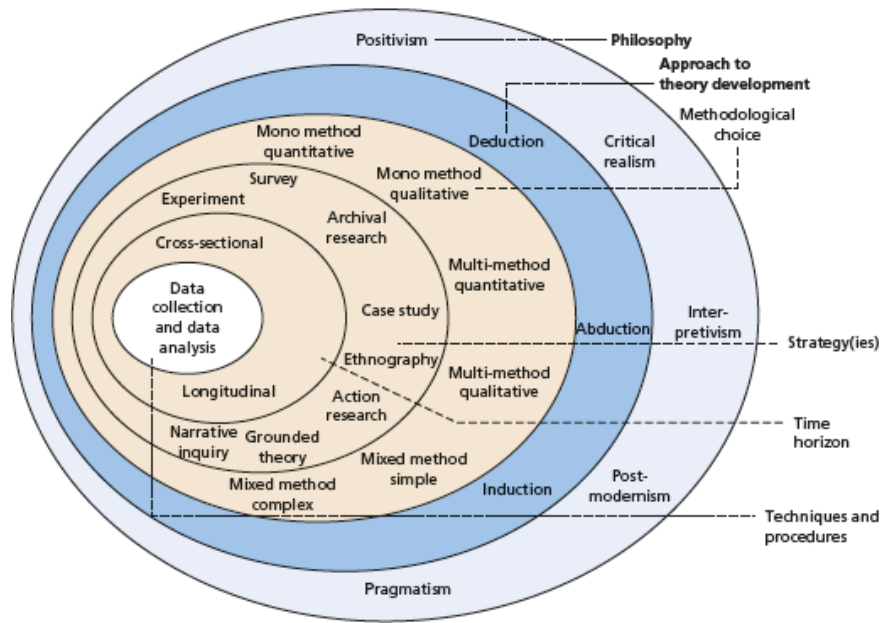 Positivism
Philosophy
Approach to
theory development
Methodological
choice
Deduction
Critical
realism
Mono method
quantitative
Mono method
qualitative
Survey
Experiment
Archival
research
Cross-sectional
Multi-method
quantitative
Data
collection
and data
analysis
Case study
Abduction
Inter-
pretivism
Strategy(ies)
Ethnography
Multi-method
qualitative
Longitudinal
Action
research
Time
horizon
Narrative
inquiry
Grounded
theory
Mixed method
simple
Mixed method
complex
Induction
Post-
modernism
Techniques and
procedures
Pragmatism